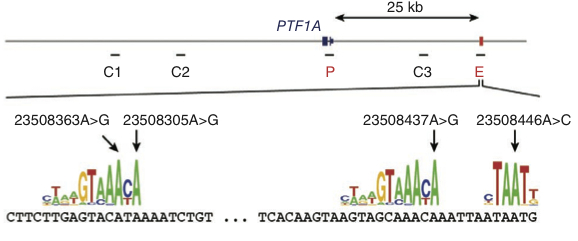 25 kb
PTF1A
C1 C2 P C3 E
23508363A>G 23508305A>G 23508437A>G 23508446A>C
CTTCTTGAGTACATAAAATCTGT ... TCACAAGTAAGTAGCAAACAAATTAATAATG